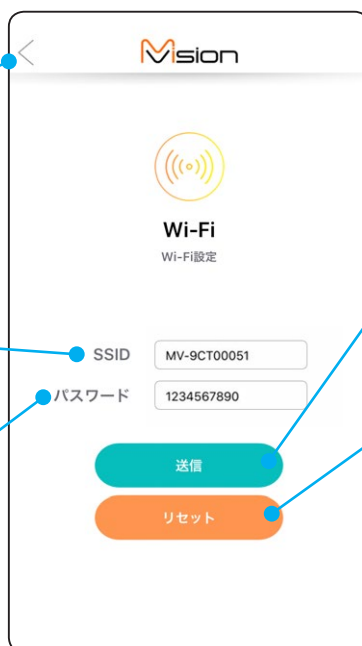 Mvision
Wi-Fi
Wi-Fi設定
SSID MV-9CT00051
パスワード 1234567890
送信
リセット